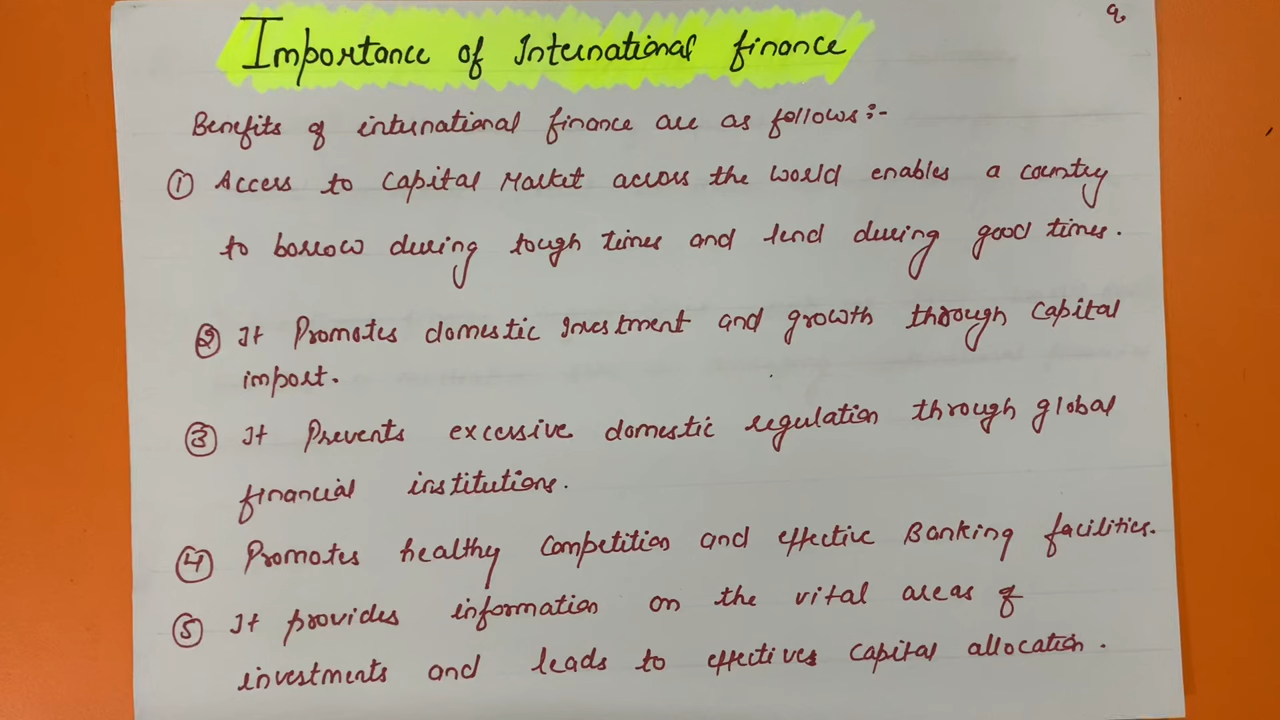 9
Importance of International finance
Benefits of international finance are as follows:-
① Access to Capital Market across the world enables a country
to borrow during tough times and lend during good times.
② It Promotes domestic Investment and growth through Capital
import.
③ It Prevents excessive domestic regulation through global
financial institutions.
④ Promotes healthy Competition and effective Banking facilities.
⑤ It provides information on the vital areas of
investments and leads to effectives Capital allocation.